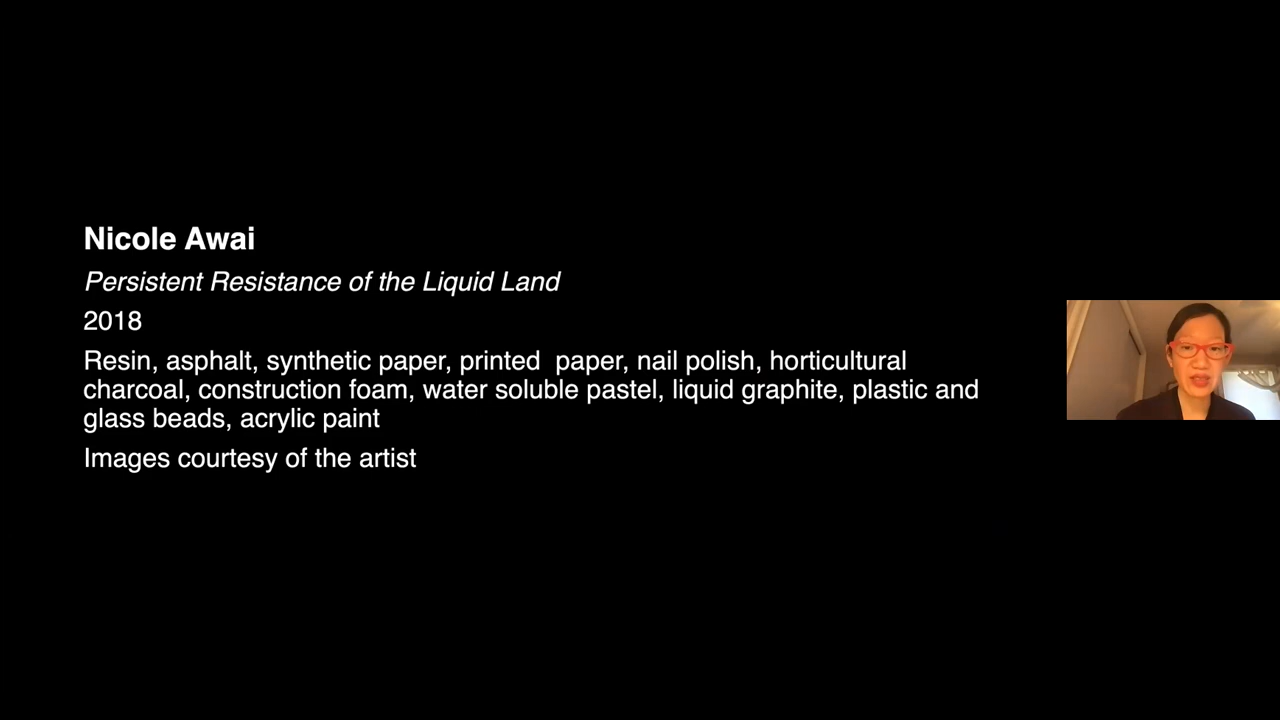 Nicole Awai
Persistent Resistance of the Liquid Land
2018
Resin, asphalt, synthetic paper, printed  paper, nail polish, horticultural
charcoal, construction foam, water soluble pastel, liquid graphite, plastic and
glass beads, acrylic paint
Images courtesy of the artist